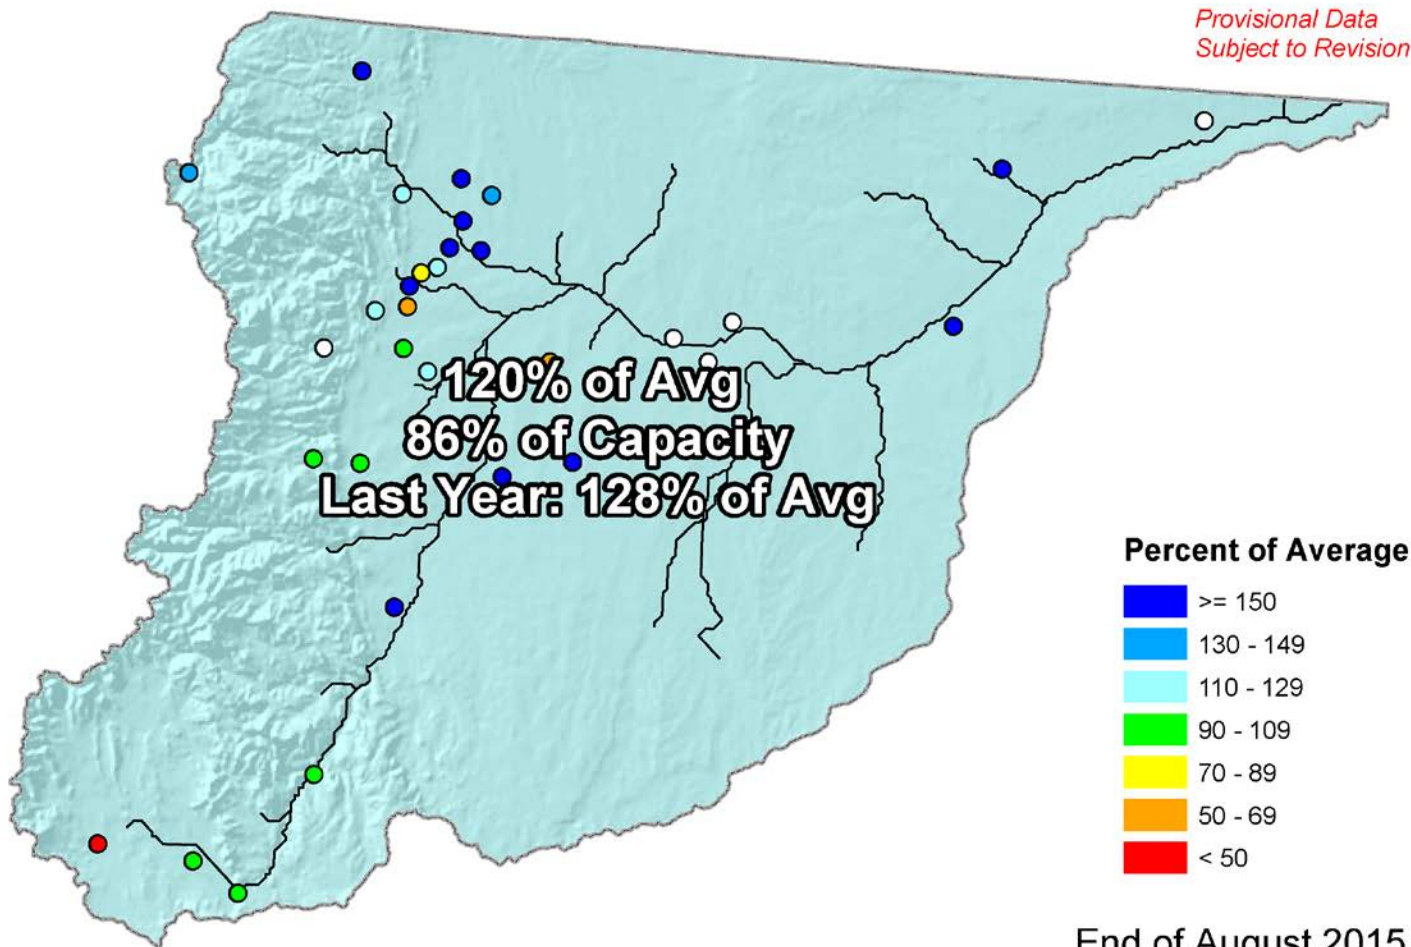 Provisional Data
Subject to Revision
120% of Avg
86% of Capacity
Last Year: 128% of Avg
Percent of Average
>= 150
130 - 149
110 - 129
90 - 109
70 - 89
50 - 69
< 50
End of August 2015